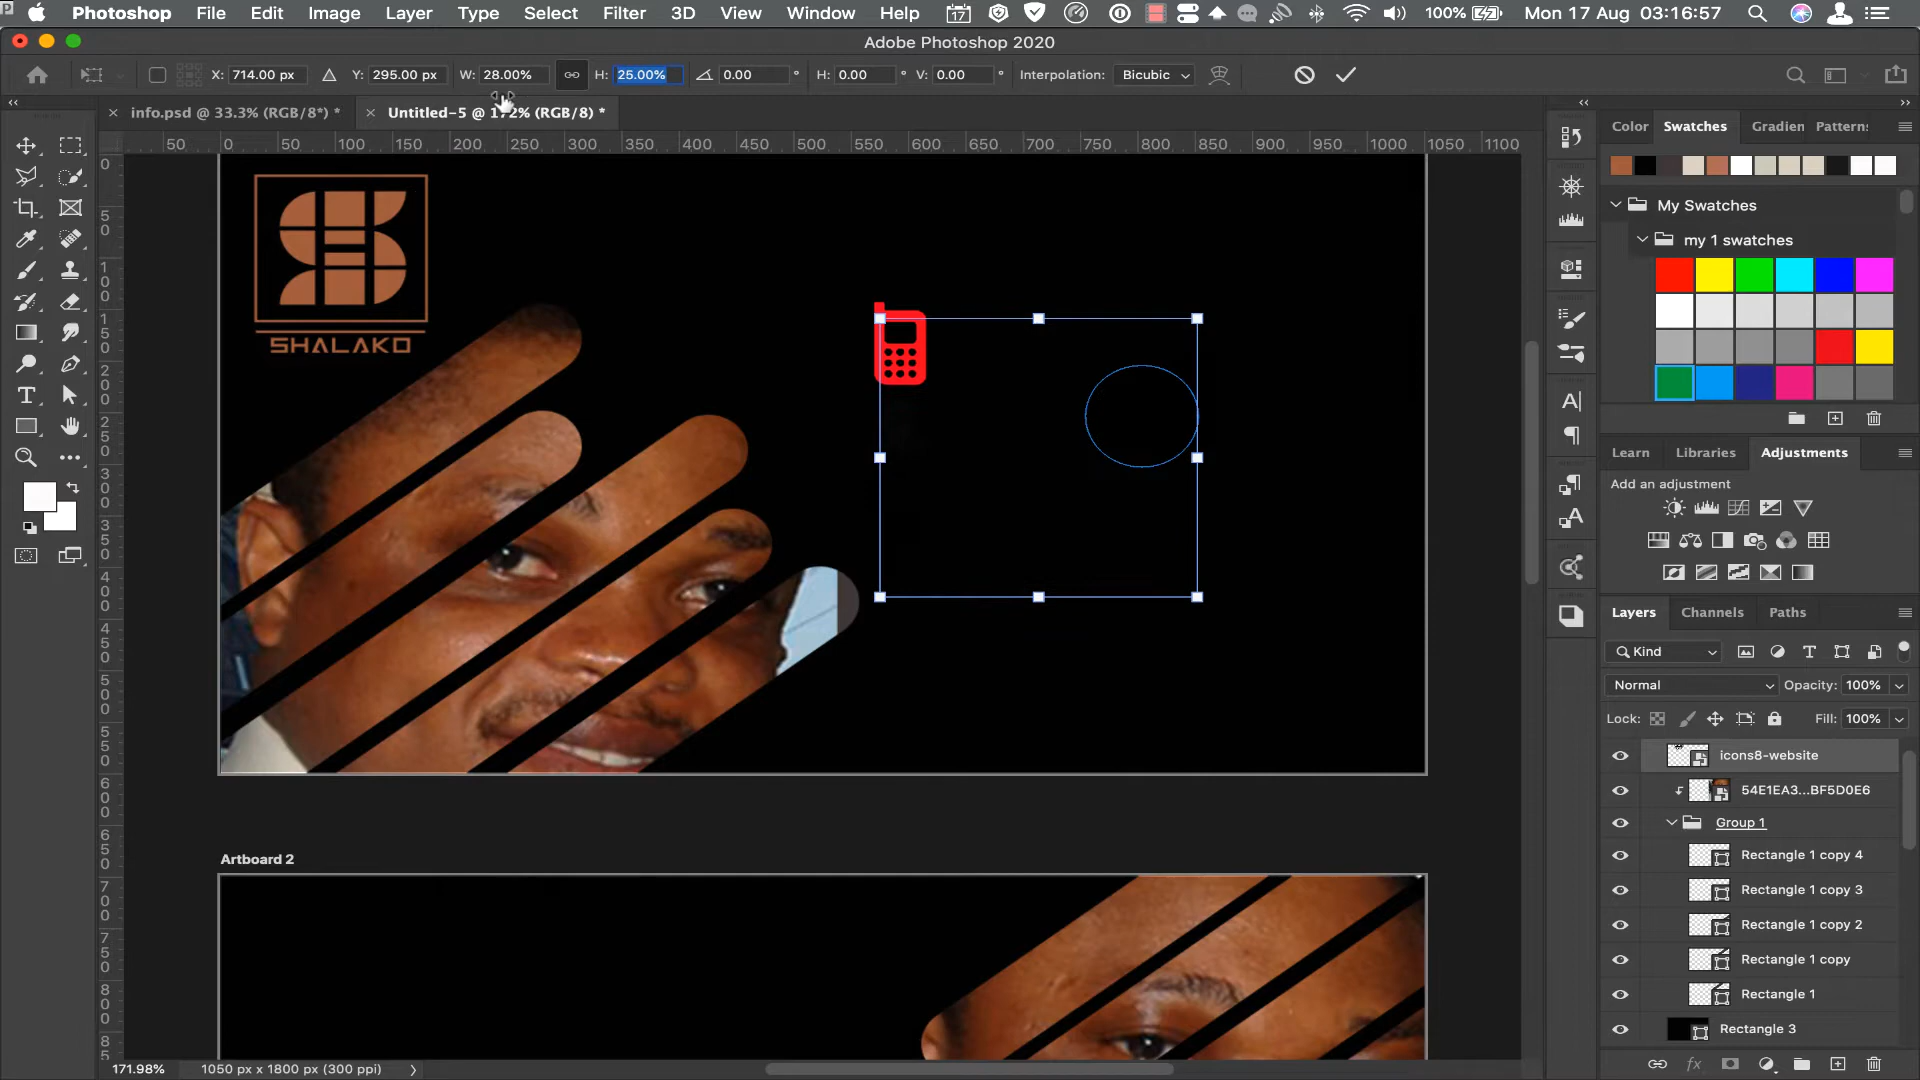 Photoshop File Edit Image Layer Type Select Filter 3D View Window Help 17 100% Mon 17 Aug 03:16:57
Adobe Photoshop 2020
X: 714.00 px Y: 295.00 px W: 28.00% H: 25.00% 0.00 ° H: 0.00 ° V: 0.00 ° Interpolation: Bicubic
info.psd @ 33.3% (RGB/8*) * Untitled-5 @ 172% (RGB/8) *
50 0 50 100 150 200 250 300 350 400 450 500 550 600 650 700 750 800 850 900 950 1000 1050 1100
SHALAKO
Artboard 2
171.98% 1050 px x 1800 px (300 ppi)
Color Swatches Gradien Pattern:
My Swatches
my 1 swatches
Learn Libraries Adjustments
Add an adjustment
Layers Channels Paths
Kind
Normal Opacity: 100%
Lock: Fill: 100%
icons8-website
54E1EA3...BF5D0E6
Group 1
Rectangle 1 copy 4
Rectangle 1 copy 3
Rectangle 1 copy 2
Rectangle 1 copy
Rectangle 1
Rectangle 3